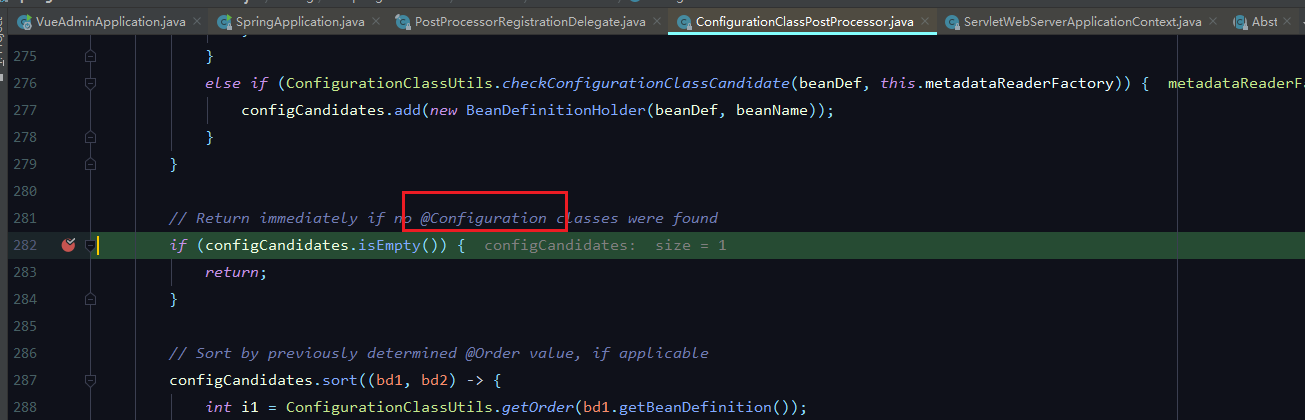 VueAdminApplication.java SpringApplication.java PostProcessorRegistrationDelegate.java ConfigurationClassPostProcessor.java ServletWebServerApplicationContext.java Abst
275 }
276 else if (ConfigurationClassUtils.checkConfigurationClassCandidate(beanDef, this.metadataReaderFactory)) { metadataReaderFa
277 configCandidates.add(new BeanDefinitionHolder(beanDef, beanName));
278 }
279 }
280
281 // Return immediately if no @Configuration classes were found
282 if (configCandidates.isEmpty()) { configCandidates: size = 1
283 return;
284 }
285
286 // Sort by previously determined @Order value, if applicable
287 configCandidates.sort((bd1, bd2) -> {
288 int i1 = ConfigurationClassUtils.getOrder(bd1.getBeanDefinition());